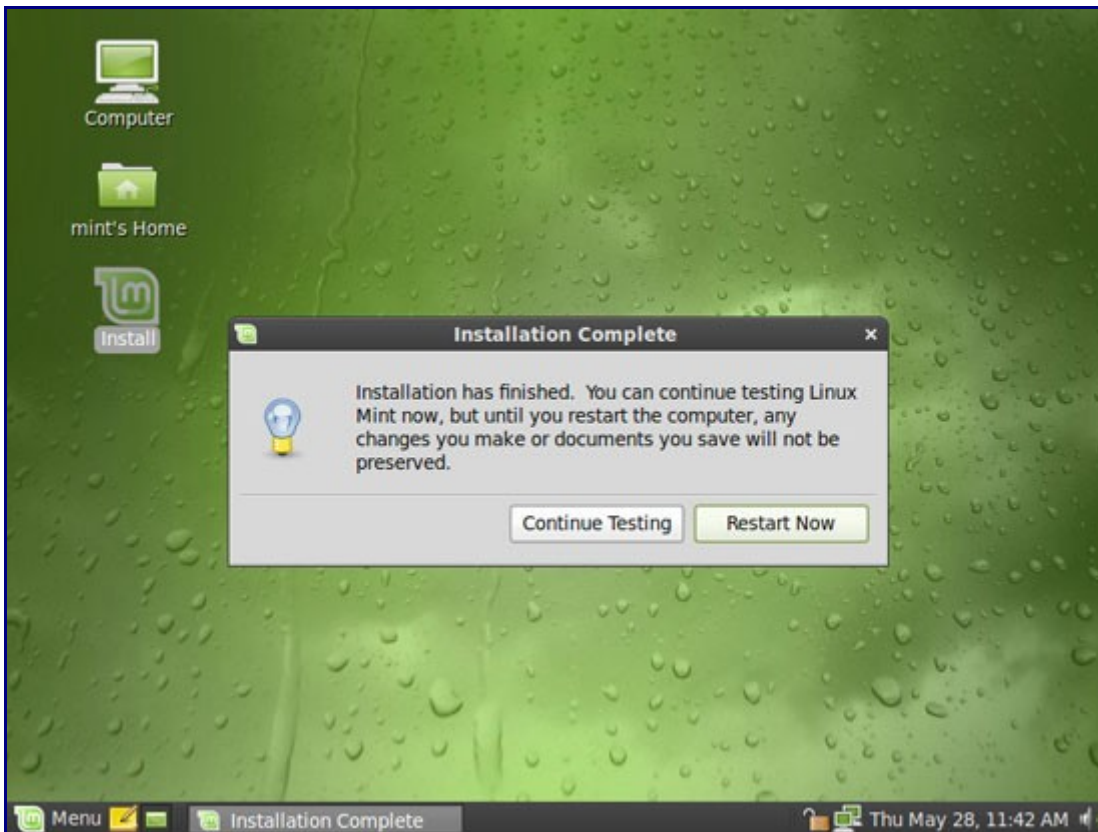 Computer
mint's Home
Install
Installation Complete
Installation has finished. You can continue testing Linux
Mint now, but until you restart the computer, any
changes you make or documents you save will not be
preserved.
Continue Testing
Restart Now
Menu
Installation Complete
Thu May 28, 11:42 AM